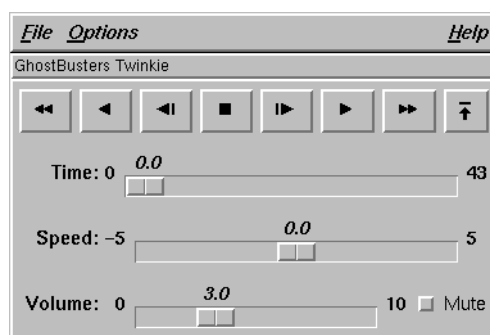 File Options Help
GhostBusters Twinkie
0.0
Time: 0 43
0.0
Speed: −5 5
3.0
Volume: 0 10 Mute